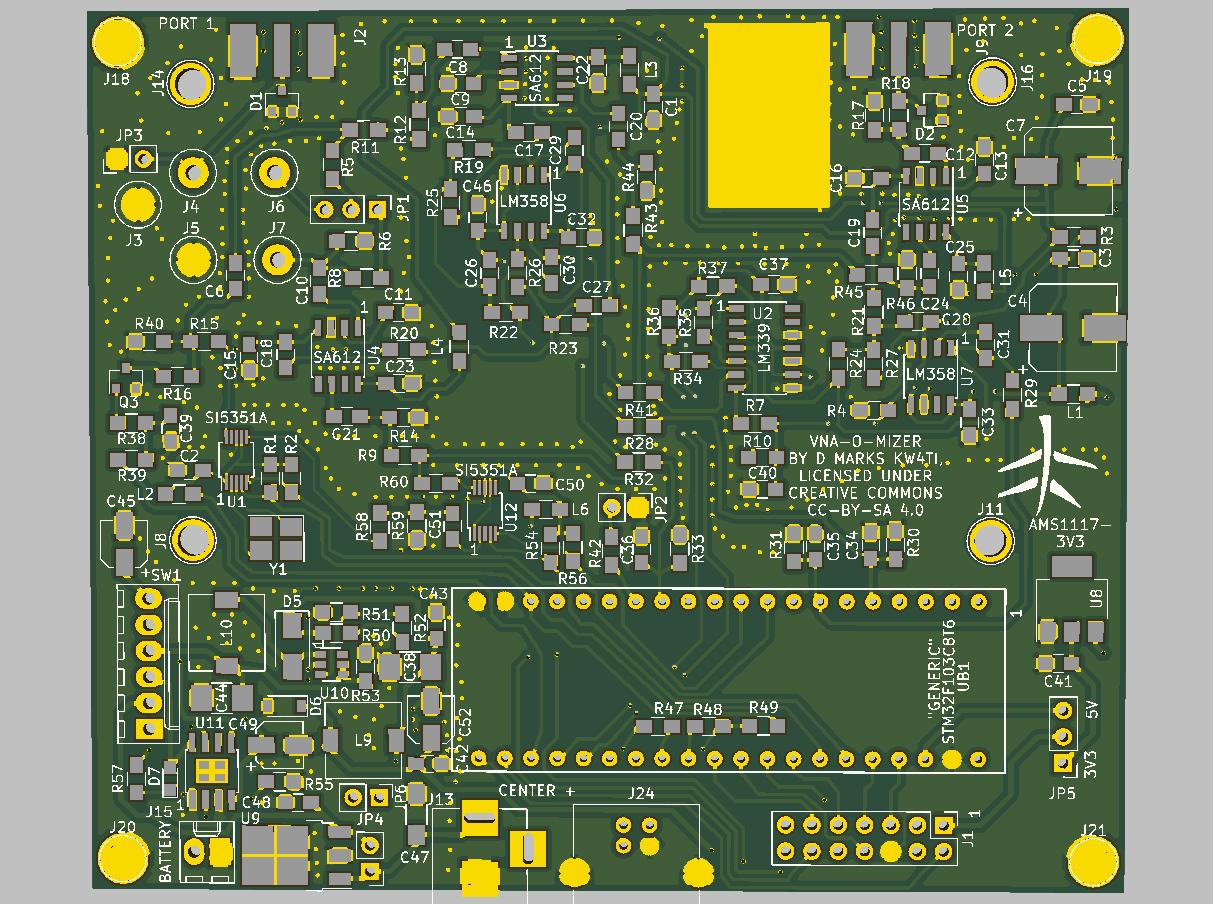 PORT 1
J2
1
U3
PORT 2
J9
J18
J14
R13
C8
SA612
C22
L3
R18
J16
J19
D1
C9
C1
R17
D2
C5
C7
JP3
R11
R12
C14
C17
C20
C29
C12
C13
R5
R19
R44
C16
1
J4
J6
R25
C46
LM358
1
U6
SA612
U5
+
J3
JP1
C32
R43
C19
R3
J5
J7
R6
C26
R26
C30
C25
C3
C6
C10
R8
R37
C37
R45
L5
C11
C27
R46
C24
C4
R40
R15
1
R20
R22
R23
R36
R35
U2
LM339
R21
C28
C31
C15
C18
SA612
U4
L4
R34
R24
R27
LM358
U7
1
+
Q3
R16
C23
R41
R29
L1
R38
C39
SI5351A
C21
R14
R28
R7
R4
C33
R39
C2
R1
R2
R9
R10
VNA-O-MIZER
BY D MARKS KW4TI,
LICENSED UNDER
CREATIVE COMMONS
CC-BY-SA 4.0
L2
1
U1
R60
SI5351A
C50
R32
C40
C45
J8
R58
R59
C51
U12
L6
JP2
J11
AMS1117-
3V3
Y1
1
R54
R56
R42
C36
R33
R31
C35
C34
R30
+
SW1
D5
R51
C43
1
U8
L10
R50
R52
C38
"GENERIC"
STM32F103C8T6
UB1
C44
U10
R53
C41
D6
R47
R48
R49
5V
U11
C49
L9
C52
+
C42
3V3
R57
D7
R55
JP6
J13
CENTER +
J24
JP5
1
J15
C48
U9
JP4
C47
1
J1
J20
BATTERY
J21